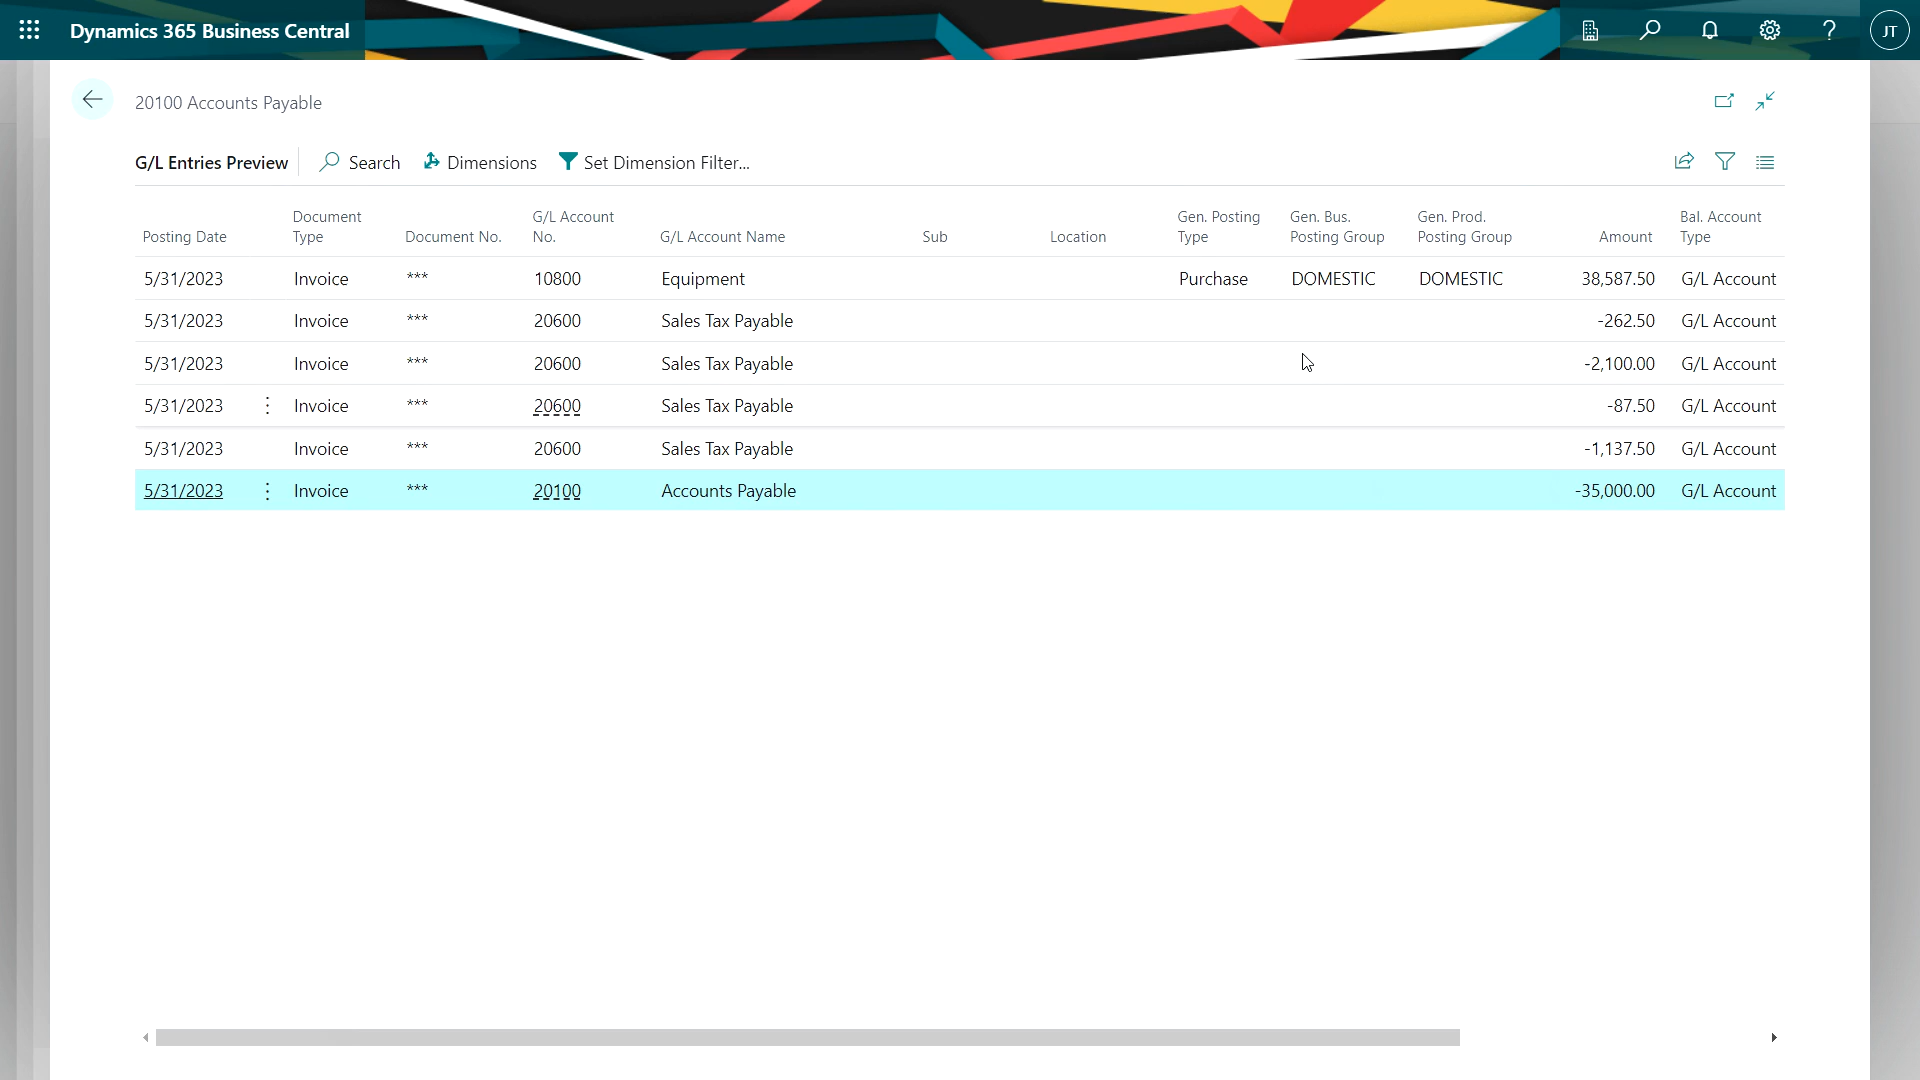 Dynamics 365 Business Central
JT
20100 Accounts Payable
G/L Entries Preview Search Dimensions Set Dimension Filter...
Posting Date Document Type Document No. G/L Account No. G/L Account Name Sub Location Gen. Posting Type Gen. Bus. Posting Group Gen. Prod. Posting Group Amount Bal. Account Type
5/31/2023 Invoice *** 10800 Equipment Purchase DOMESTIC DOMESTIC 38,587.50 G/L Account
5/31/2023 Invoice *** 20600 Sales Tax Payable -262.50 G/L Account
5/31/2023 Invoice *** 20600 Sales Tax Payable -2,100.00 G/L Account
5/31/2023 Invoice *** 20600 Sales Tax Payable -87.50 G/L Account
5/31/2023 Invoice *** 20600 Sales Tax Payable -1,137.50 G/L Account
5/31/2023 Invoice *** 20100 Accounts Payable -35,000.00 G/L Account